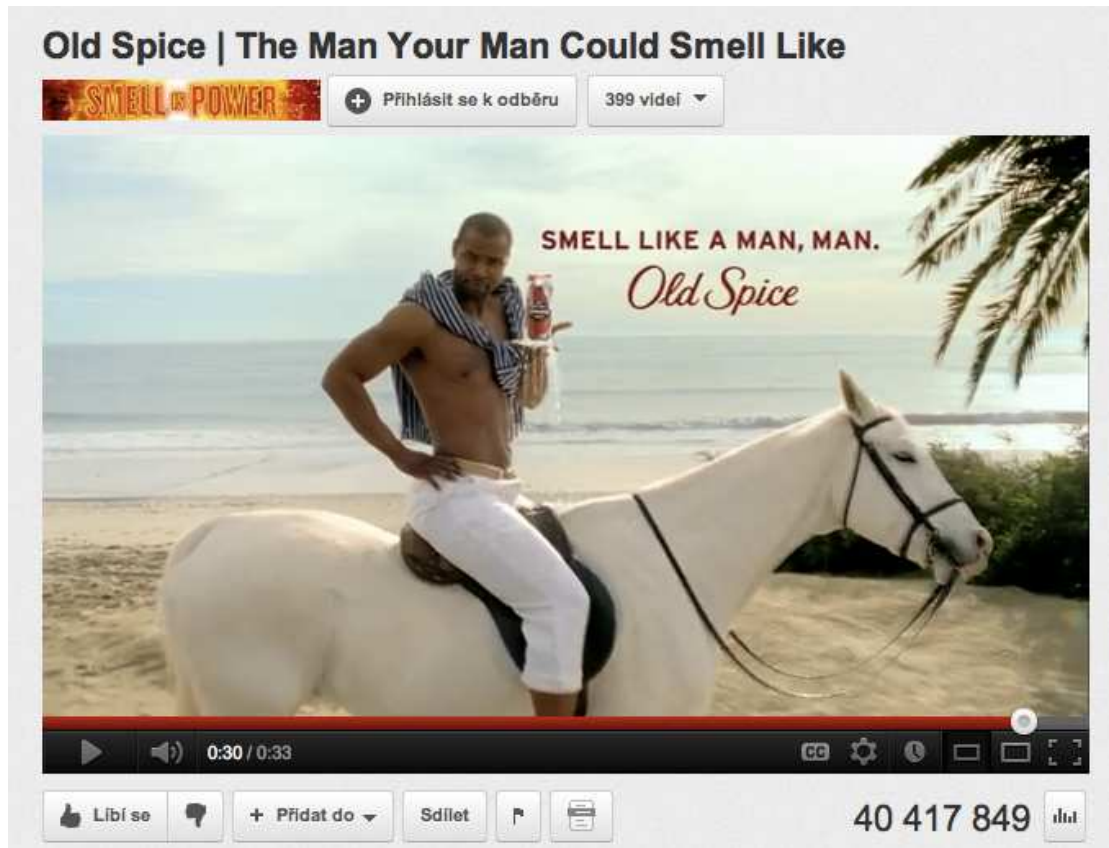 Old Spice | The Man Your Man Could Smell Like
SMELL IS POWER
Přihlásit se k odběru
399 videí
SMELL LIKE A MAN, MAN.
Old Spice
0:30 / 0:33
CC
Líbí se
+ Přidat do
Sdílet
40 417 849